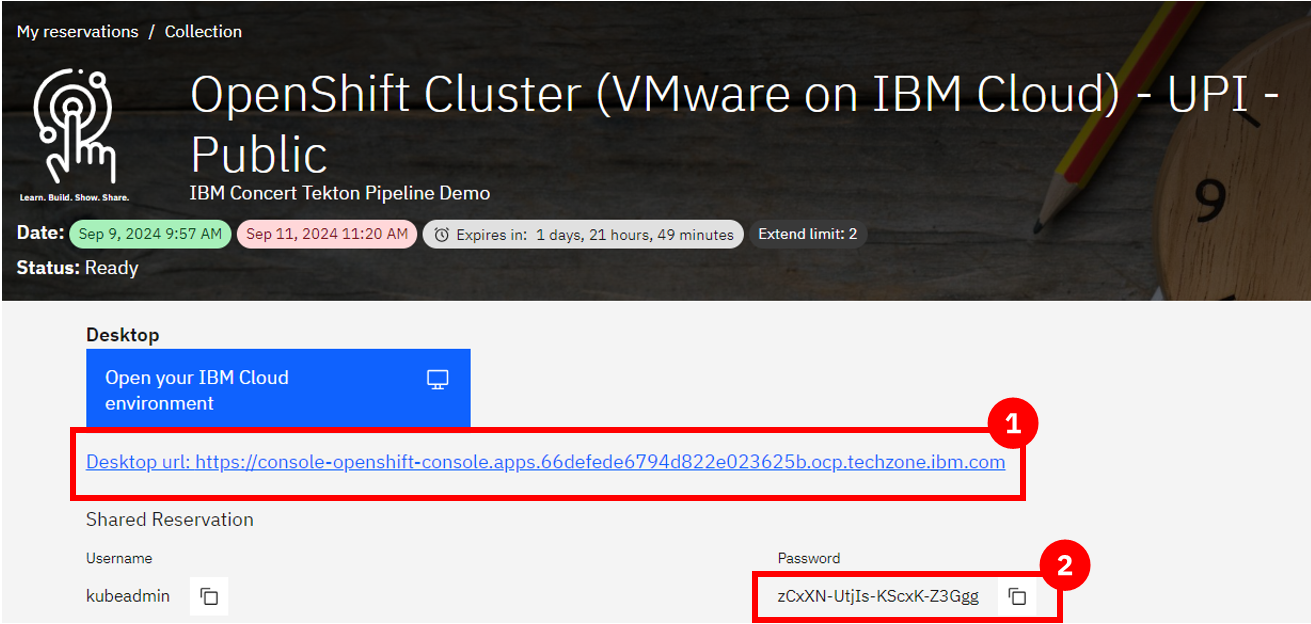 My reservations / Collection
OpenShift Cluster (VMware on IBM Cloud) - UPI -
Public
Learn. Build. Show. Share.
IBM Concert Tekton Pipeline Demo
9
Date: Sep 9, 2024 9:57 AM Sep 11, 2024 11:20 AM Expires in: 1 days, 21 hours, 49 minutes Extend limit: 2
Status: Ready
Desktop
Open your IBM Cloud
environment
1
Desktop url: https://console-openshift-console.apps.66defede6794d822e023625b.ocp.techzone.ibm.com
Shared Reservation
Username
Password
2
kubeadmin
zCxXN-UtjIs-KScxK-Z3Ggg